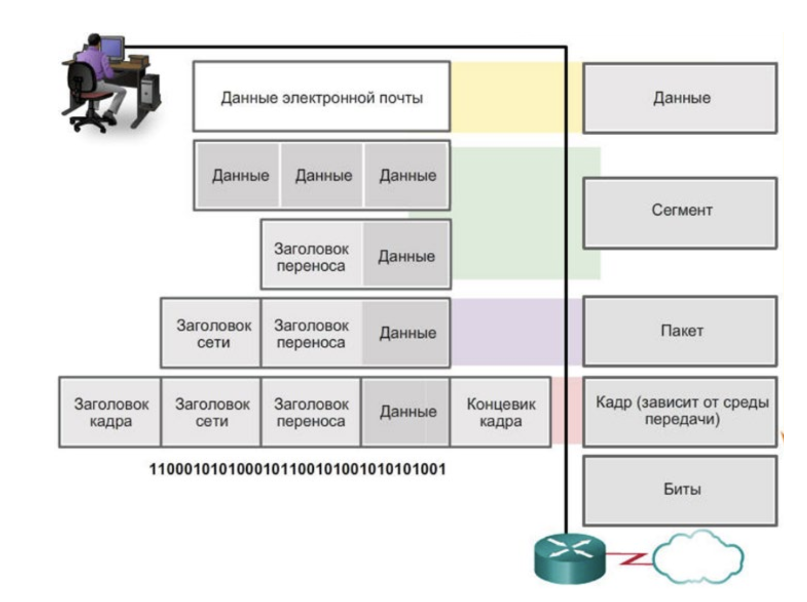 Данные электронной почты
Данные
Данные Данные Данные
Сегмент
Заголовок
переноса
Данные
Заголовок
сети
Заголовок
переноса
Данные
Пакет
Заголовок
кадра
Заголовок
сети
Заголовок
переноса
Данные
Концевик
кадра
Кадр (зависит от среды
передачи)
1100010101000101100101001010101001
Биты